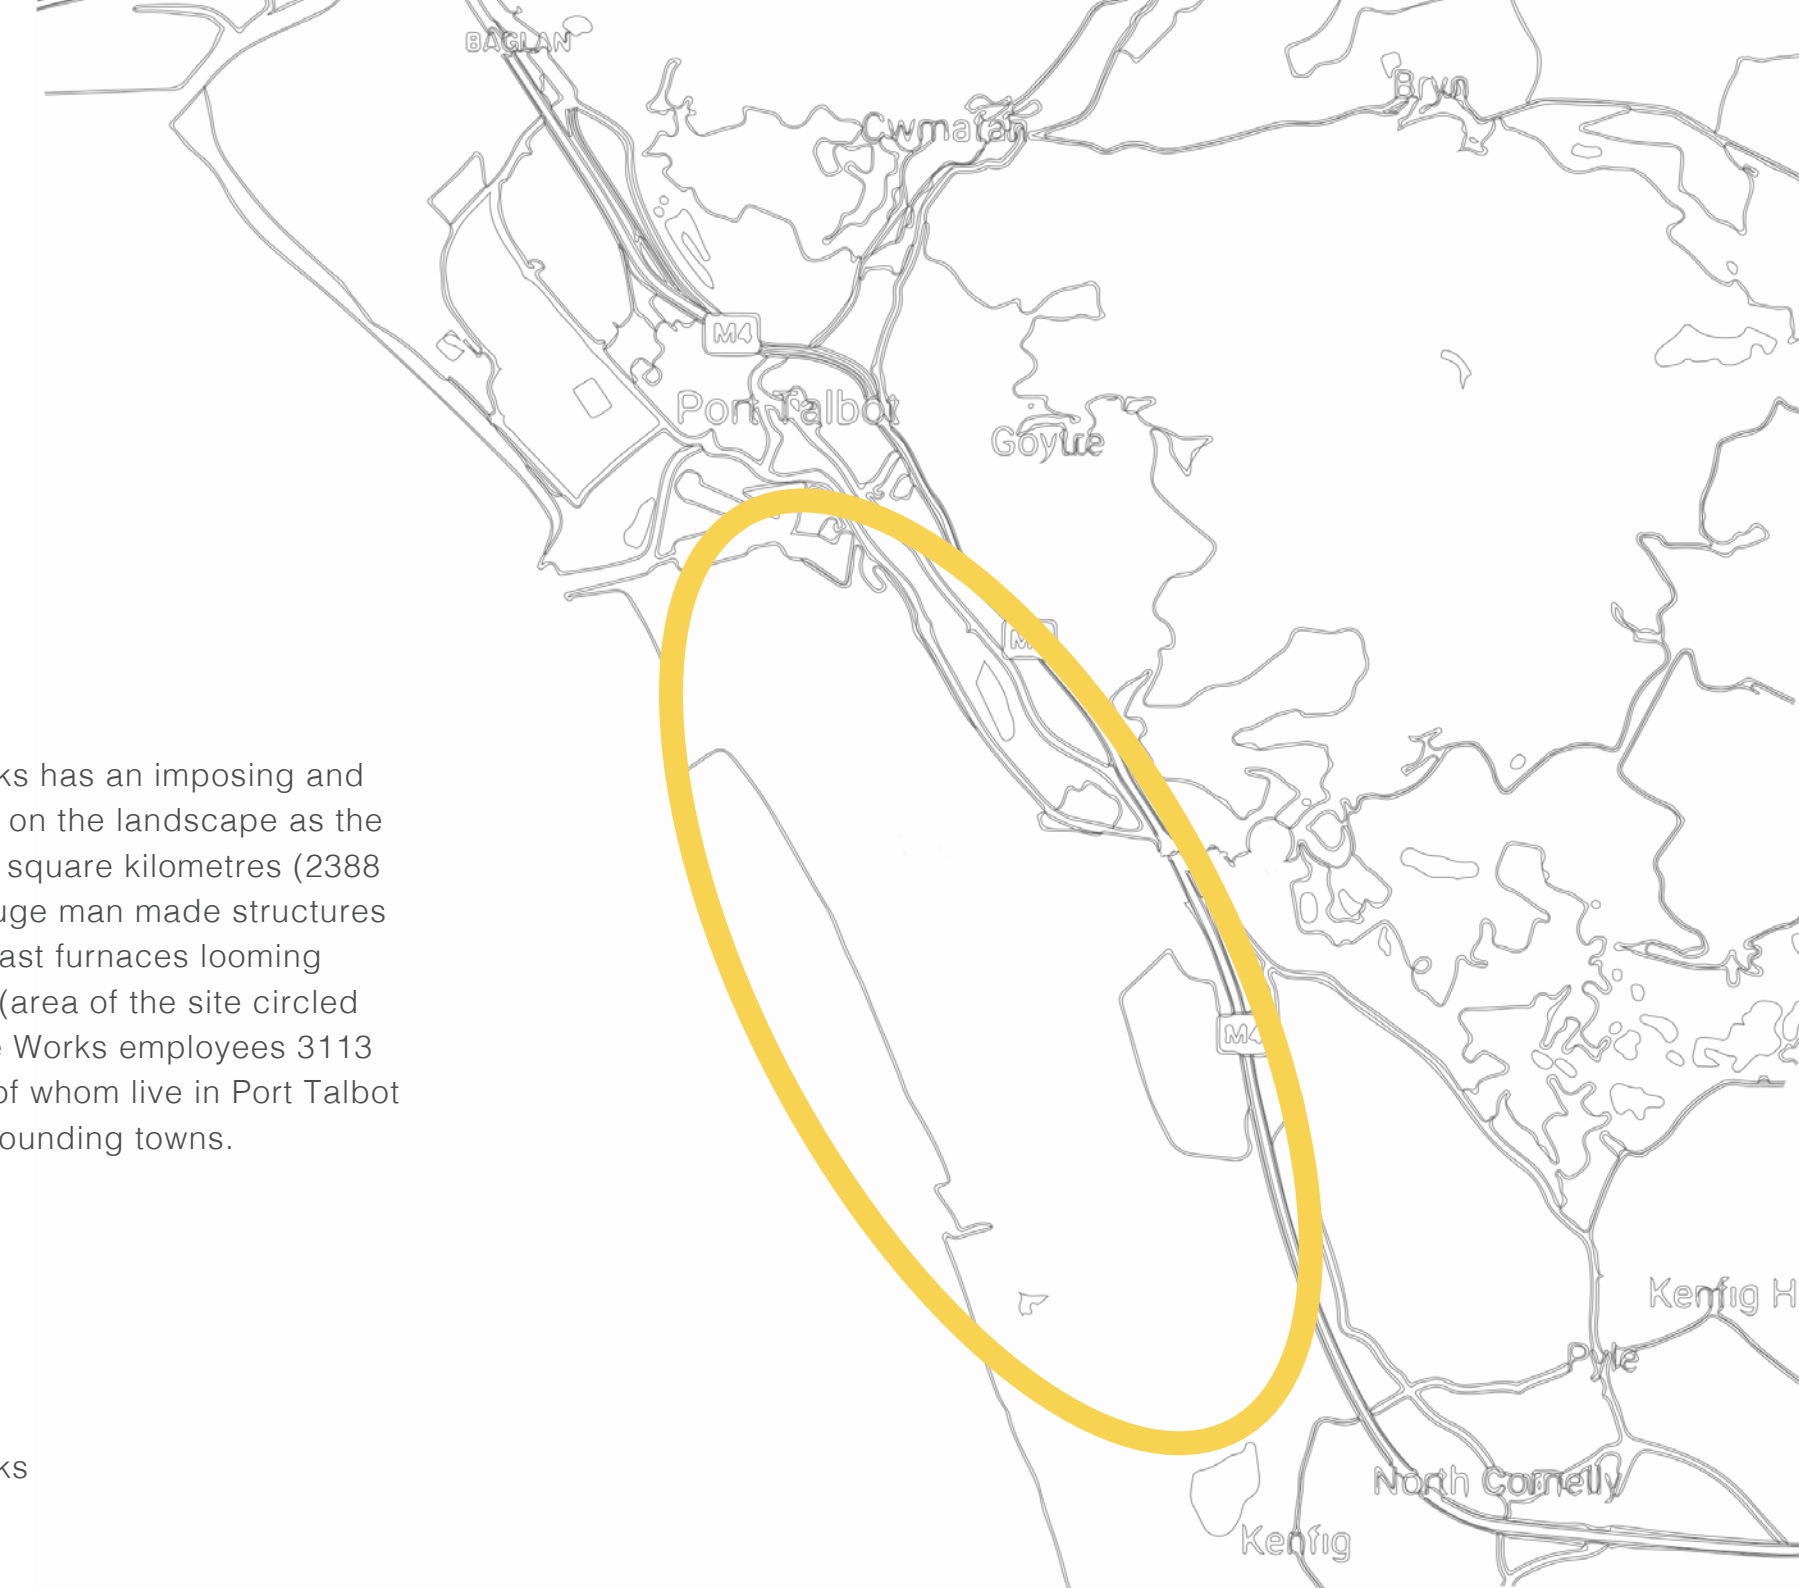 BAGLAN
Bryn
Cwmafan
M4
Port Talbot
Goytre
M4
ks has an imposing and
on the landscape as the
square kilometres (2388
uge man made structures
ast furnaces looming
(area of the site circled
e Works employees 3113
of whom live in Port Talbot
ounding towns.
M4
Kenfig H
Pyle
ks
North Cornelly
Kenfig